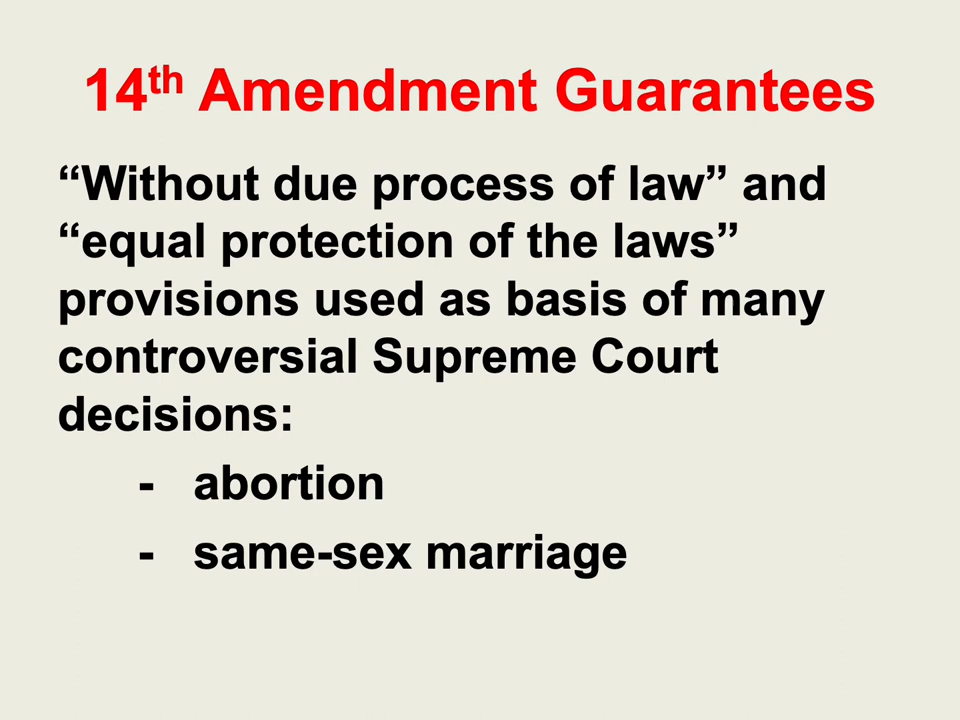 14th Amendment Guarantees
“Without due process of law” and
“equal protection of the laws”
provisions used as basis of many
controversial Supreme Court
decisions:
- abortion
- same-sex marriage